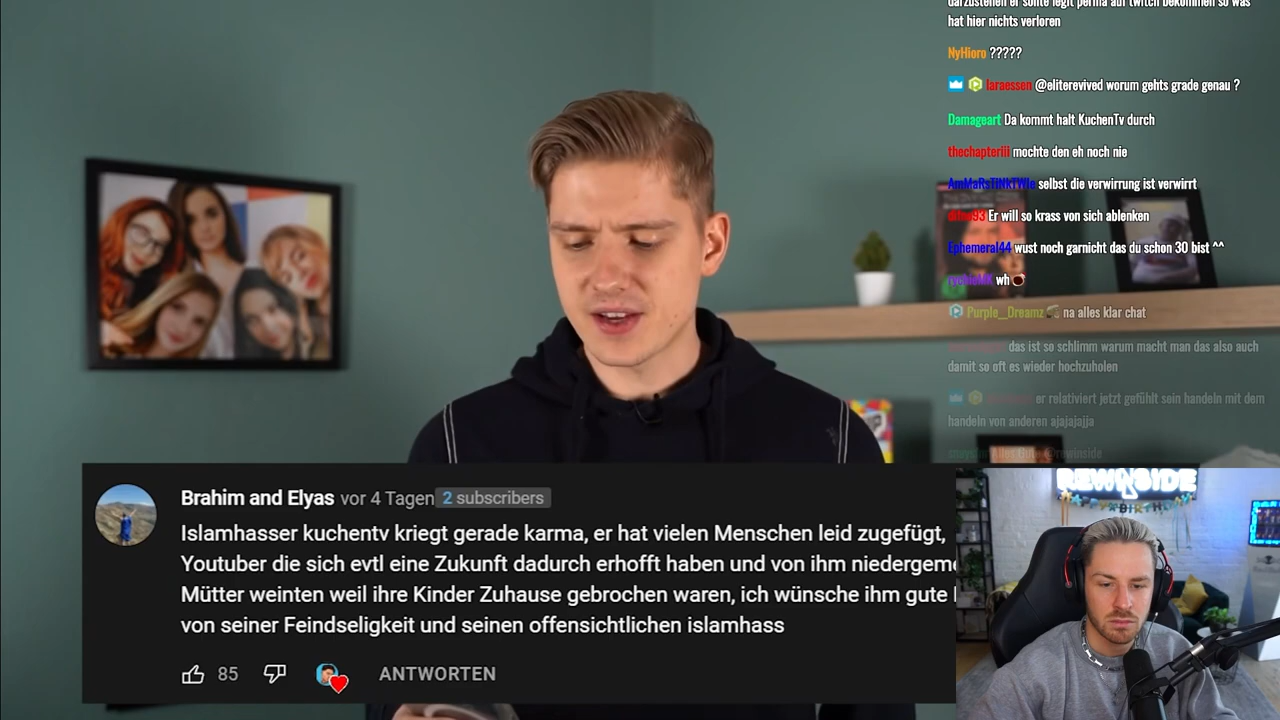 darzustellen er sollte legit perma auf twitch bekommen so was
hat hier nichts verloren
NyHioro ?????
laraessen @eliterevived worum gehts grade genau ?
Damageart Da kommt halt KuchenTv durch
thechapteriii mochte den eh noch nie
AmMaRsTiNkTWie selbst die verwirrung ist verwirrt
Er will so krass von sich ablenken
Ephemeral44 wust noch garnicht das du schon 30 bist ^^
wh
Purple__Dreamz na alles klar chat
das ist so schlimm warum macht man das also auch
damit so oft es wieder hochzuholen
er relativiert jetzt gefühlt sein handeln mit dem
handeln von anderen ajajajajja
@rewinside
REWINSIDE
Brahim and Elyas vor 4 Tagen 2 subscribers
Islamhasser kuchentv kriegt gerade karma, er hat vielen Menschen leid zugefügt,
Youtuber die sich evtl eine Zukunft dadurch erhofft haben und von ihm
Mütter weinten weil ihre Kinder Zuhause gebrochen waren, ich wünsche ihm gute
von seiner Feindseligkeit und seinen offensichtlichen islamhass
85 ANTWORTEN